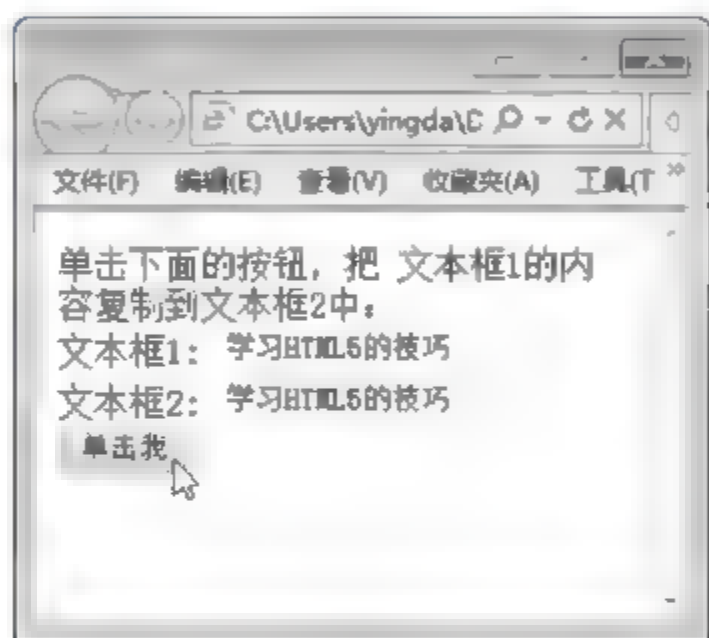 C:\Users\yingda\D
文件(F) 编辑(E) 查看(V) 收藏夹(A) 工具(T
单击下面的按钮，把 文本框1的内
容复制到文本框2中：
文本框1： 学习HTML5的技巧
文本框2： 学习HTML5的技巧
单击我